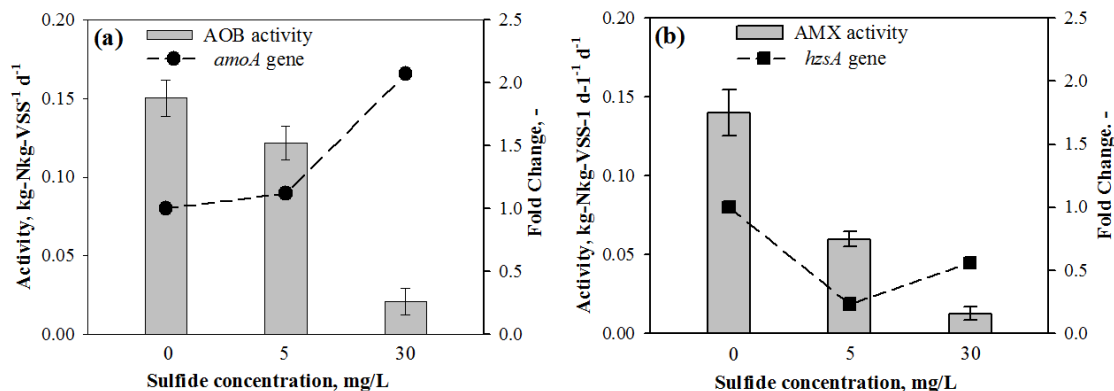 (a)
AOB activity
amoA gene
Activity, kg-Nkg-VSS-1 d-1
0.20
0.15
0.10
0.05
0.00
2.5
2.0
1.5
1.0
0.5
0.0
Fold Change, -
0 5 30
Sulfide concentration, mg/L
(b)
AMX activity
hzsA gene
Activity, kg-Nkg-VSS-1 d-1-1 d-1
0.20
0.15
0.10
0.05
0.00
2.5
2.0
1.5
1.0
0.5
0.0
Fold Change. -
0 5 30
Sulfide concentration, mg/L